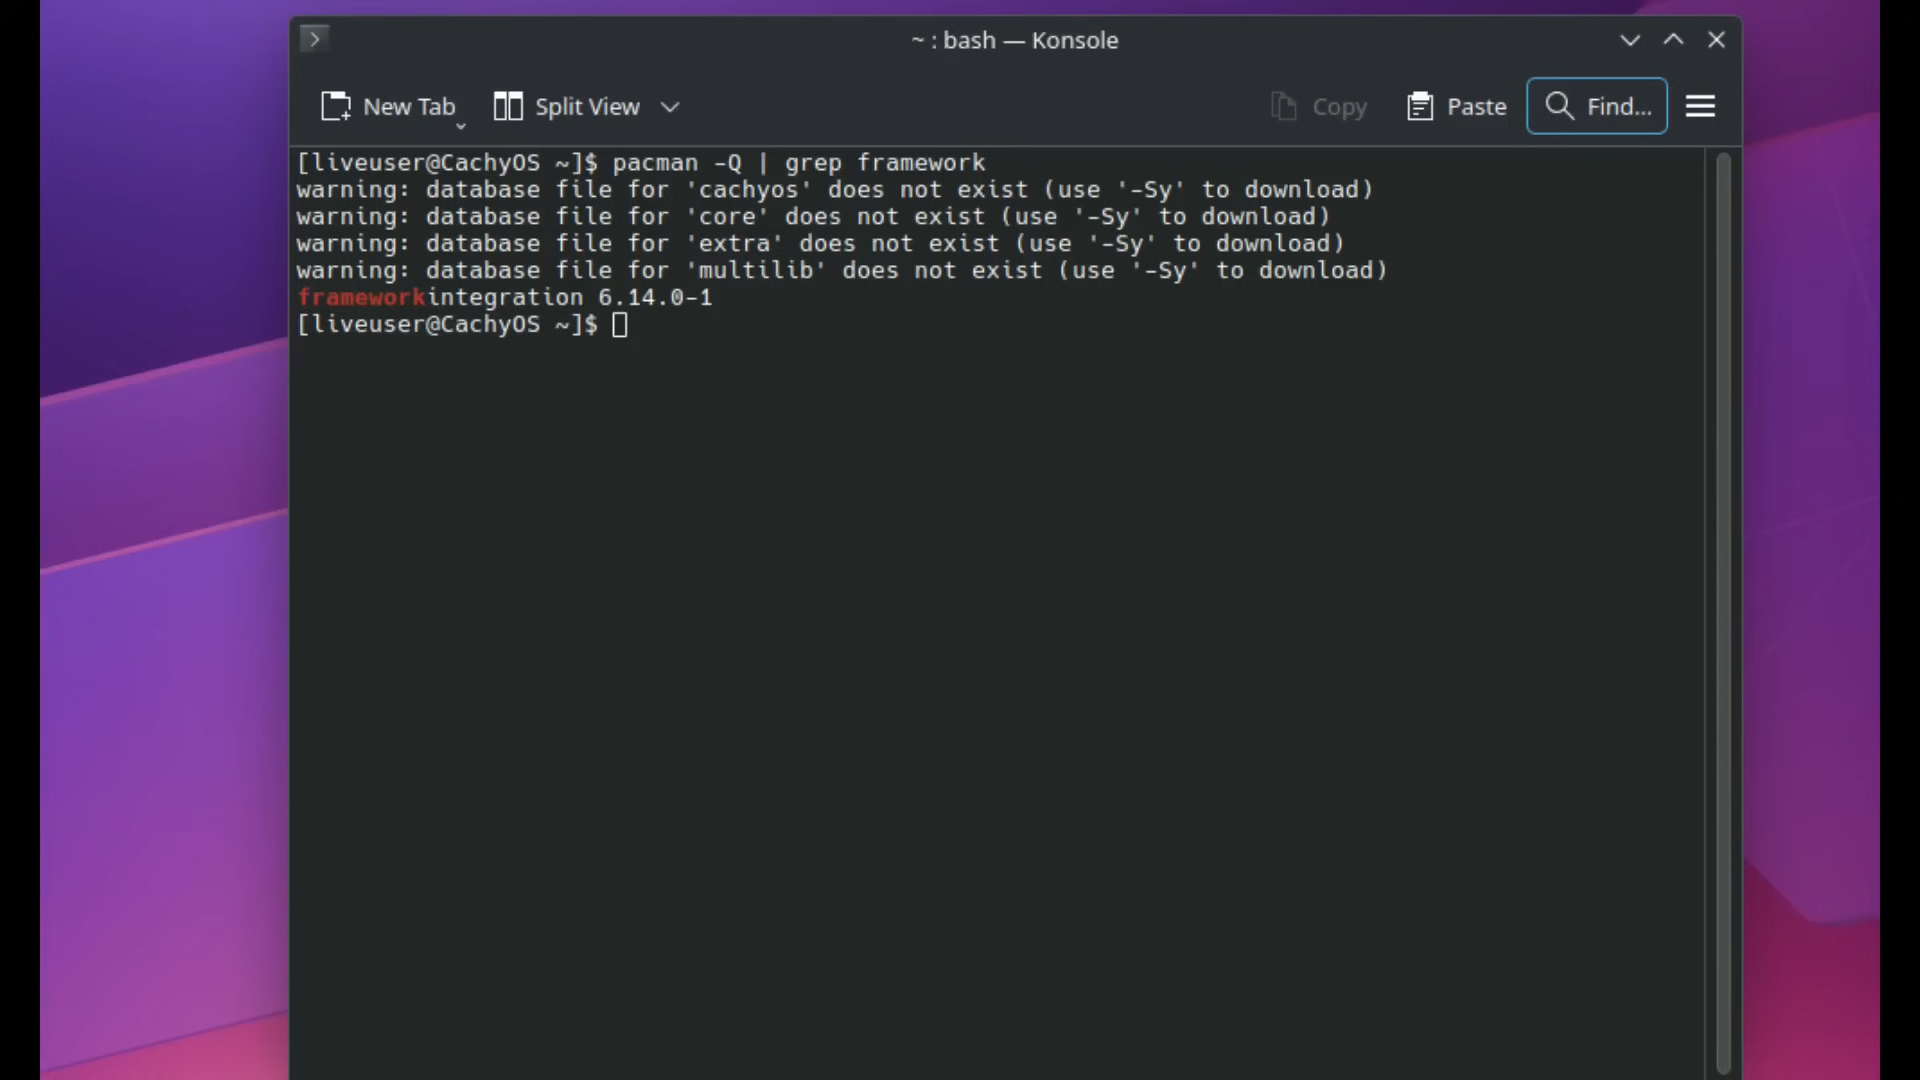 ~ : bash — Konsole
New Tab Split View Copy Paste Find...
[liveuser@CachyOS ~]$ pacman -Q | grep framework
warning: database file for 'cachyos' does not exist (use '-Sy' to download)
warning: database file for 'core' does not exist (use '-Sy' to download)
warning: database file for 'extra' does not exist (use '-Sy' to download)
warning: database file for 'multilib' does not exist (use '-Sy' to download)
frameworkintegration 6.14.0-1
[liveuser@CachyOS ~]$